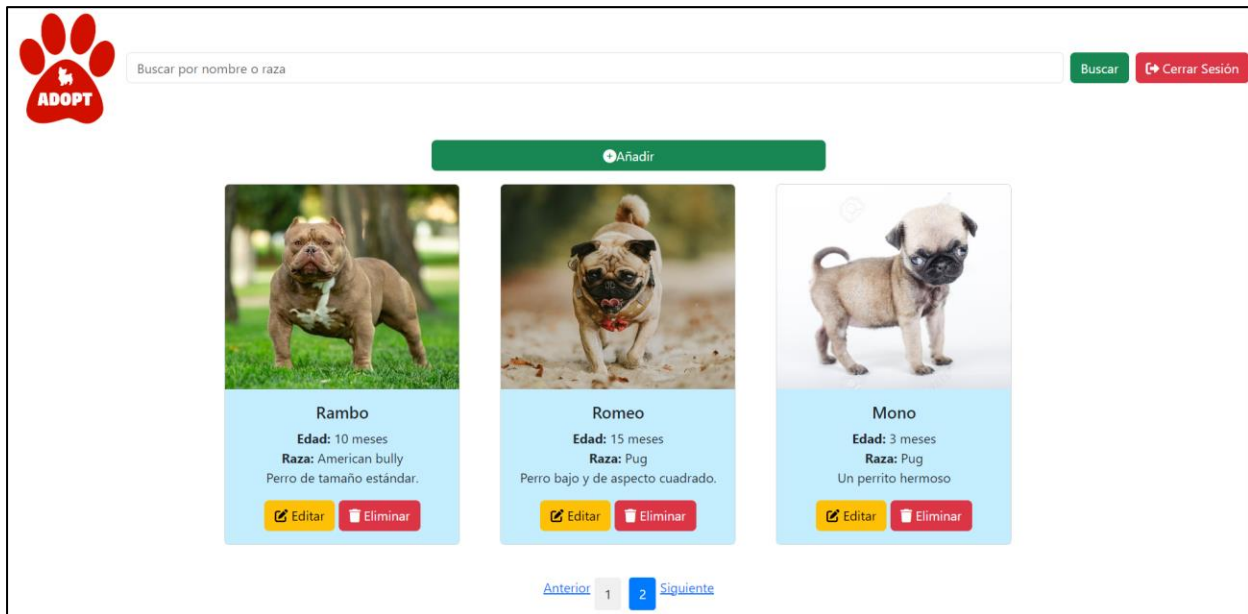 ADOPT
Buscar por nombre o raza
Buscar
Cerrar Sesión
Añadir
Rambo
Edad: 10 meses
Raza: American bully
Perro de tamaño estándar.
Editar Eliminar
Romeo
Edad: 15 meses
Raza: Pug
Perro bajo y de aspecto cuadrado.
Editar Eliminar
Mono
Edad: 3 meses
Raza: Pug
Un perrito hermoso
Editar Eliminar
Anterior 1 2 Siguiente